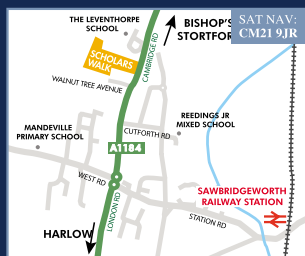 THE LEVENTHORPE
SCHOOL
BISHOP'S
STORTFOR
SAT NAV:
CM21 9JR
SCHOLARS
WALK
CAMBRIDGE RD
WALNUT TREE AVENUE
REEDINGS JR
MIXED SCHOOL
MANDEVILLE
PRIMARY SCHOOL
CUTFORTH RD
A1184
WEST RD
LONDON RD
SAWBRIDGEWORTH
RAILWAY STATION
STATION RD
HARLOW